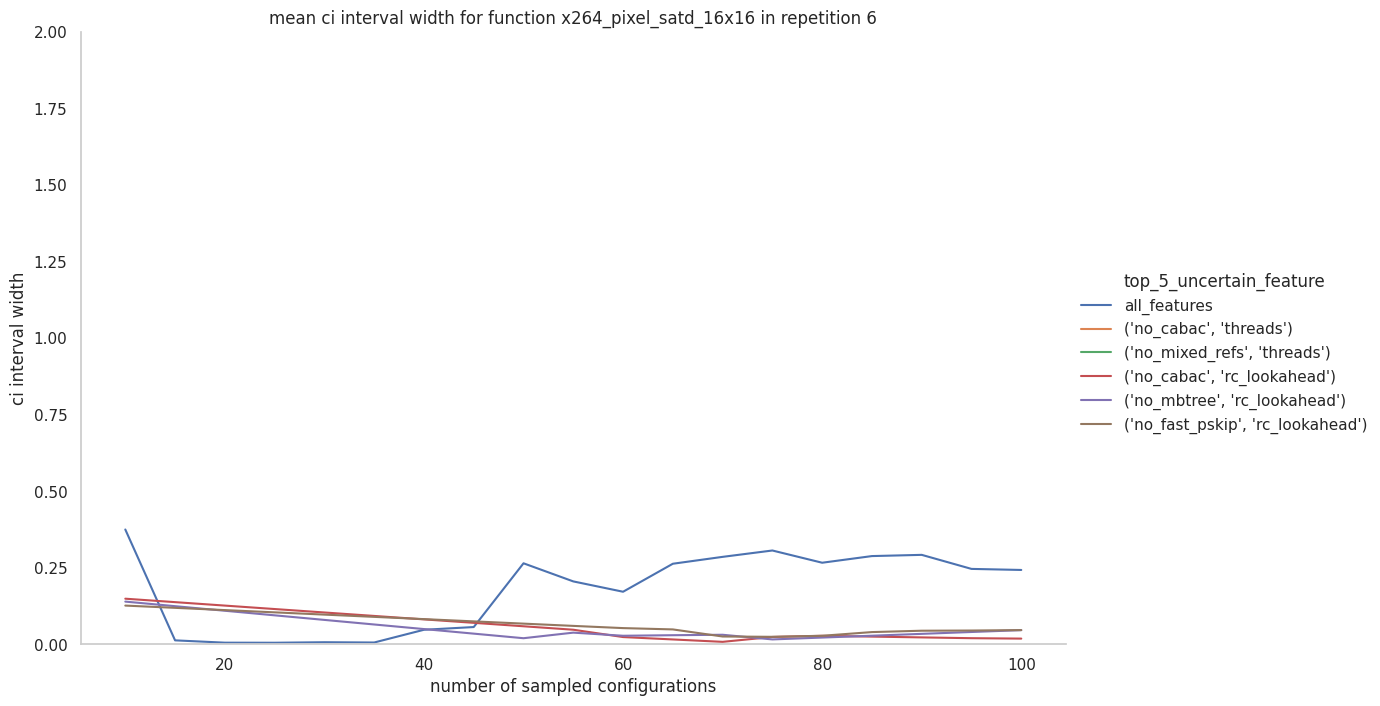 mean ci interval width for function x264_pixel_satd_16x16 in repetition 6
2.00
1.75
1.50
1.25
1.00
0.75
0.50
0.25
0.00
ci interval width
20
40
60
80
100
number of sampled configurations
top_5_uncertain_feature
all_features
('no_cabac', 'threads')
('no_mixed_refs', 'threads')
('no_cabac', 'rc_lookahead')
('no_mbtree', 'rc_lookahead')
('no_fast_pskip', 'rc_lookahead')